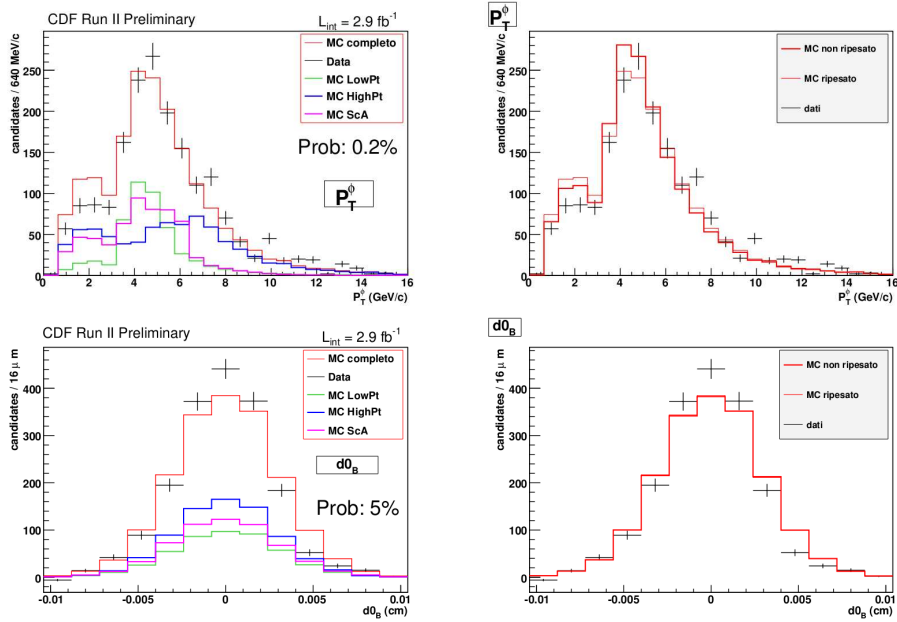 CDF Run II Preliminary
L_int = 2.9 fb⁻¹
candidates / 640 MeV/c
250
200
150
100
50
0
MC completo
Data
MC LowPt
MC HighPt
MC ScA
Prob: 0.2%
P_T^ϕ
0 2 4 6 8 10 12 14 16
P_T^ϕ (GeV/c)
P_T^ϕ
candidates / 640 MeV/c
250
200
150
100
50
0
MC non ripesato
MC ripesato
dati
0 2 4 6 8 10 12 14 16
P_T^ϕ (GeV/c)
CDF Run II Preliminary
L_int = 2.9 fb⁻¹
candidates / 16 μ m
400
300
200
100
0
MC completo
Data
MC LowPt
MC HighPt
MC ScA
d0_B
Prob: 5%
-0.01 -0.005 0 0.005 0.01
d0_B (cm)
d0_B
candidates / 16 μ m
400
300
200
100
0
MC non ripesato
MC ripesato
dati
-0.01 -0.005 0 0.005 0.01
d0_B (cm)